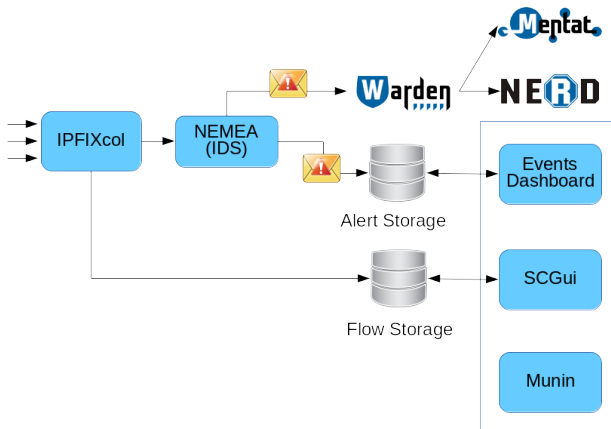 Mentat
Warden
NERD
IPFIXcol
NEMEA
(IDS)
Events
Dashboard
Alert Storage
SCGui
Flow Storage
Munin